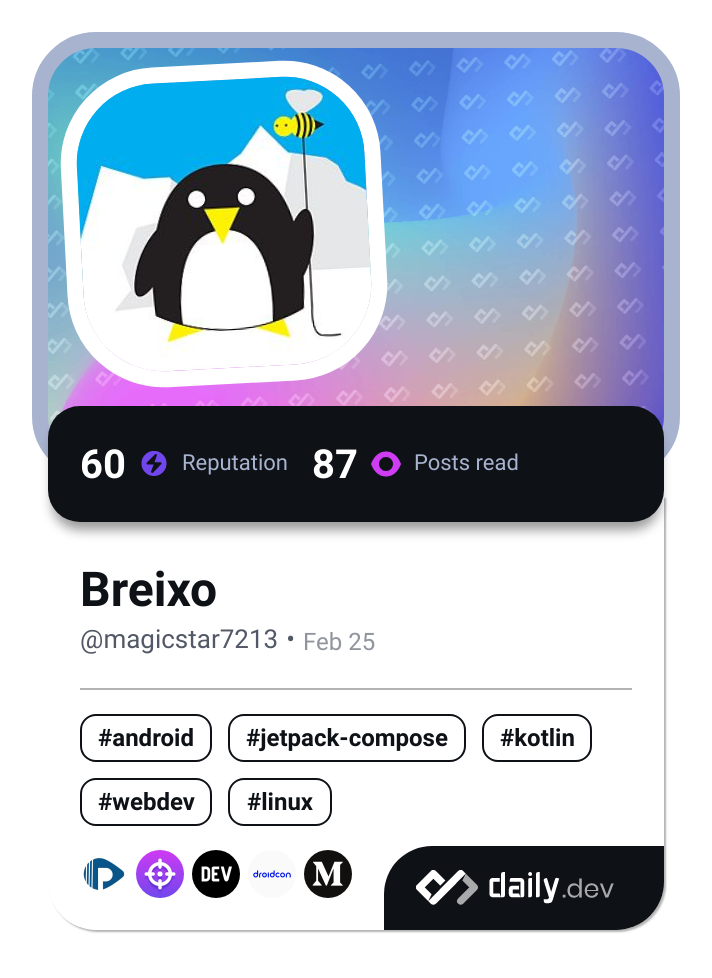 60 Reputation 87 Posts read
Breixo
@magicstar7213 • Feb 25
#android #jetpack-compose #kotlin
#webdev #linux
DEV droidcon M daily.dev